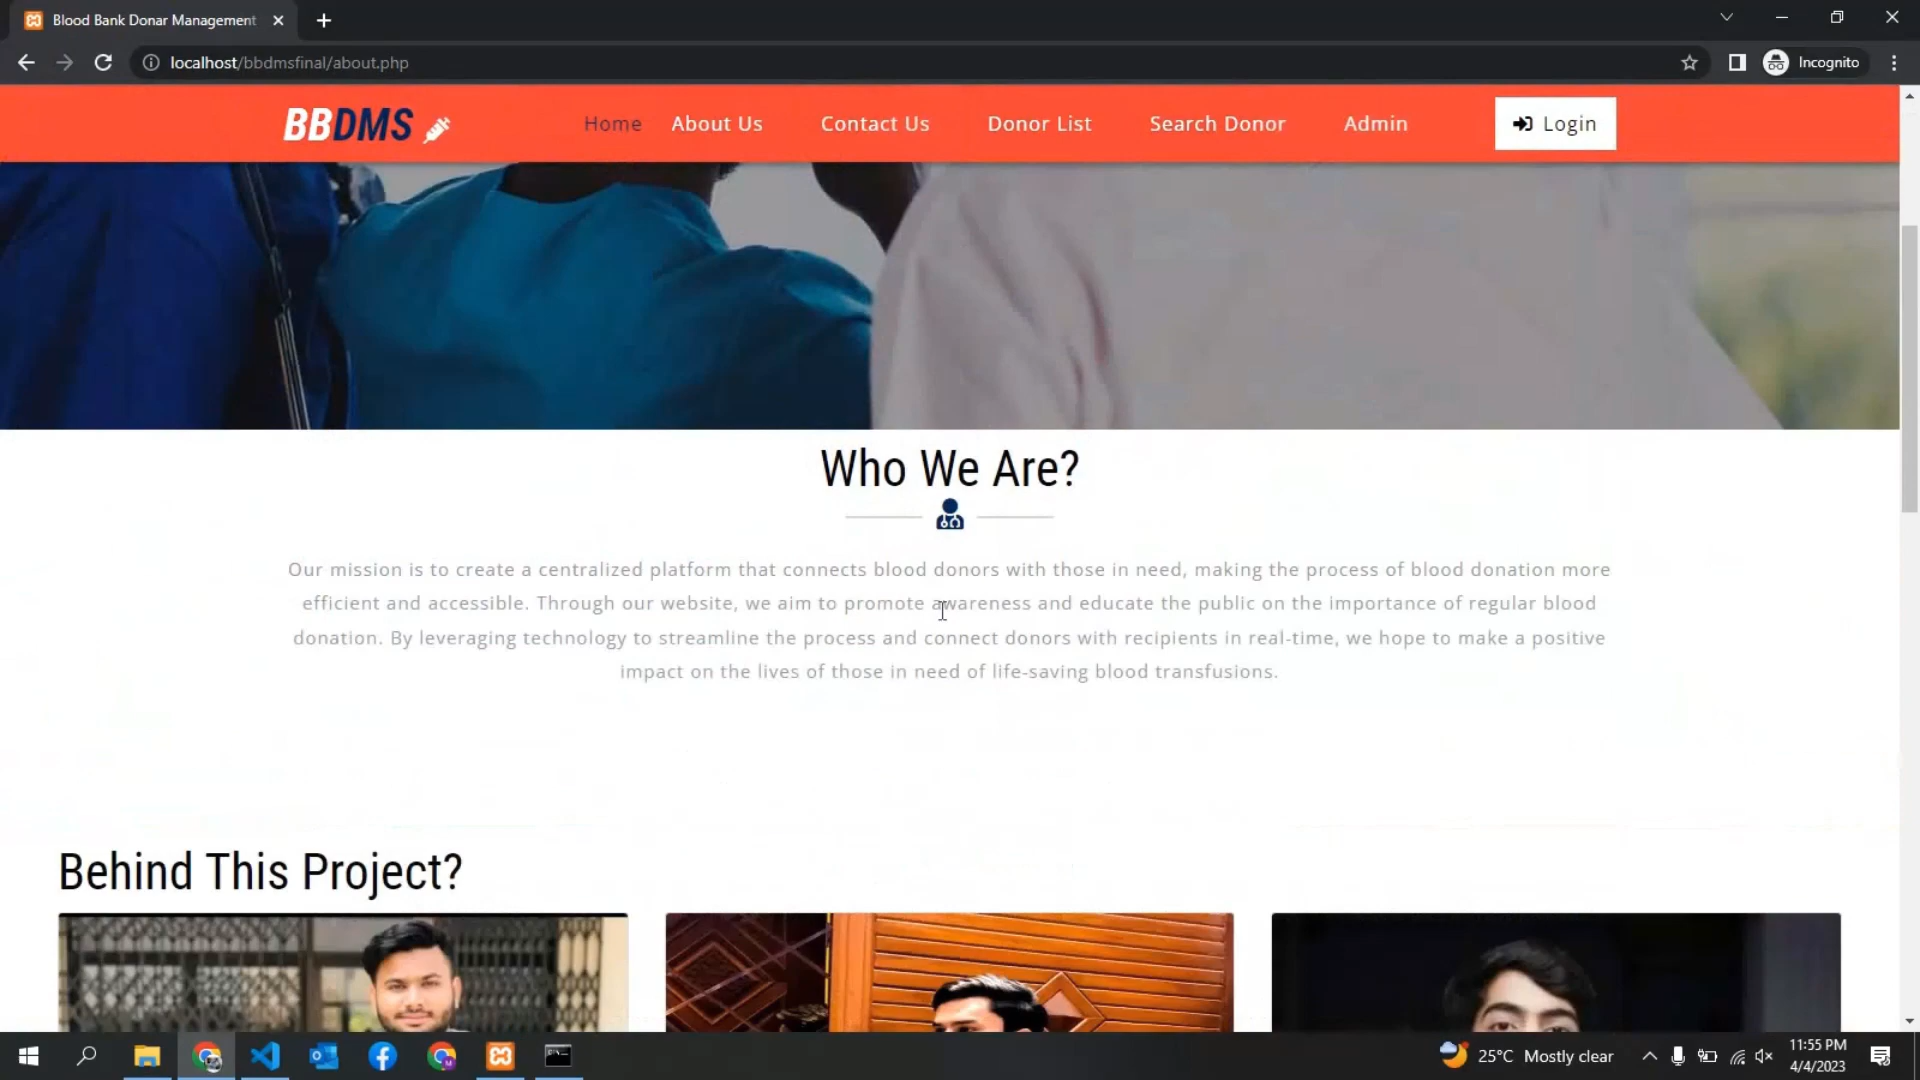 Blood Bank Donar Management
localhost/bbdmsfinal/about.php
Incognito
BBDMS
Home
About Us
Contact Us
Donor List
Search Donor
Admin
Login
Who We Are?
Our mission is to create a centralized platform that connects blood donors with those in need, making the process of blood donation more
efficient and accessible. Through our website, we aim to promote awareness and educate the public on the importance of regular blood
donation. By leveraging technology to streamline the process and connect donors with recipients in real-time, we hope to make a positive
impact on the lives of those in need of life-saving blood transfusions.
Behind This Project?
25°C Mostly clear
11:55 PM
4/4/2023